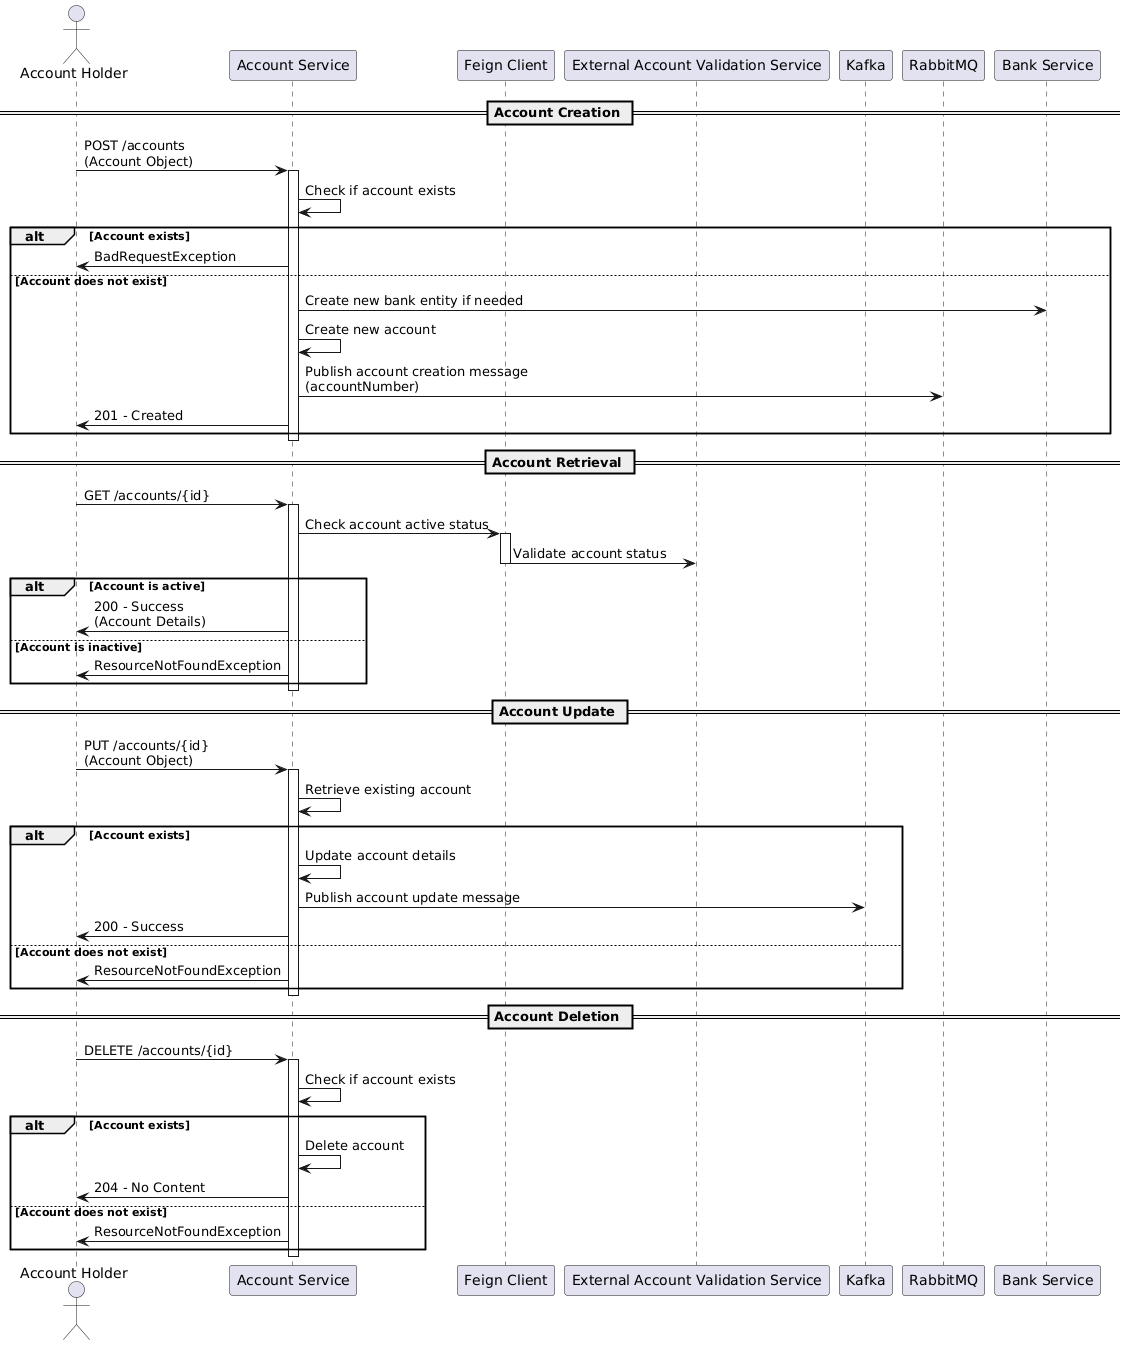 Account Holder
Account Service
Feign Client
External Account Validation Service
Kafka
RabbitMQ
Bank Service
Account Creation
POST /accounts
(Account Object)
Check if account exists
alt
[Account exists]
BadRequestException
[Account does not exist]
Create new bank entity if needed
Create new account
Publish account creation message
(accountNumber)
201 - Created
Account Retrieval
GET /accounts/{id}
Check account active status
Validate account status
alt
[Account is active]
200 - Success
(Account Details)
[Account is inactive]
ResourceNotFoundException
Account Update
PUT /accounts/{id}
(Account Object)
Retrieve existing account
alt
[Account exists]
Update account details
Publish account update message
200 - Success
[Account does not exist]
ResourceNotFoundException
Account Deletion
DELETE /accounts/{id}
Check if account exists
alt
[Account exists]
Delete account
204 - No Content
[Account does not exist]
ResourceNotFoundException
Account Holder
Account Service
Feign Client
External Account Validation Service
Kafka
RabbitMQ
Bank Service